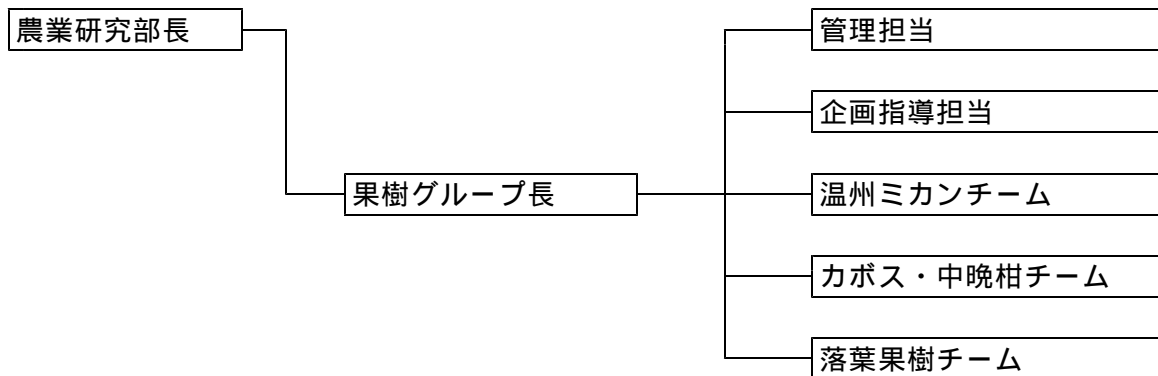 農業研究部長
管理担当
企画指導担当
果樹グループ長
温州ミカンチーム
カボス・中晩柑チーム
落葉果樹チーム